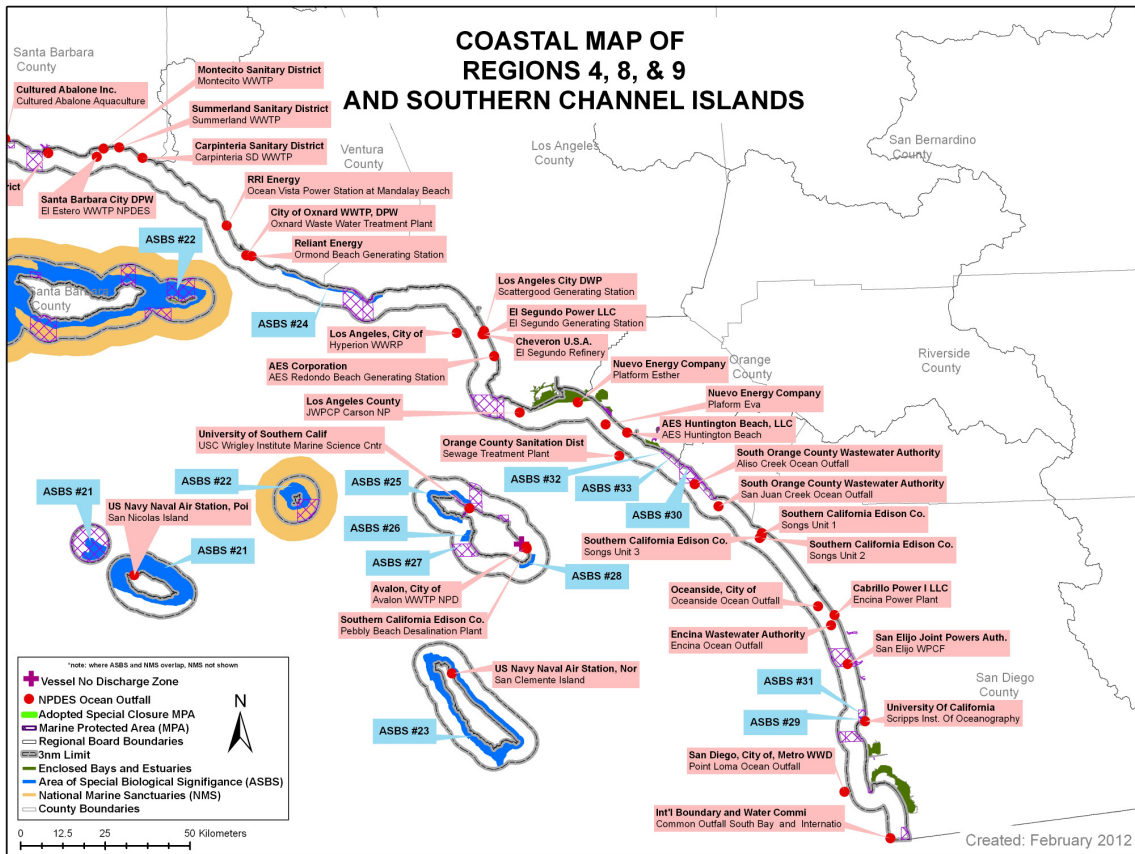 COASTAL MAP OF
REGIONS 4, 8, & 9
AND SOUTHERN CHANNEL ISLANDS
Santa Barbara
County
Montecito Sanitary District
Montecito WWTP
Cultured Abalone Inc.
Cultured Abalone Aquaculture
Summerland Sanitary District
Summerland WWTP
Carpinteria Sanitary District
Carpinteria SD WWTP
Ventura
County
Los Angeles
County
San Bernardino
County
rict
Santa Barbara City DPW
El Estero WWTP NPDES
RRI Energy
Ocean Vista Power Station at Mandalay Beach
City of Oxnard WWTP, DPW
Oxnard Waste Water Treatment Plant
Reliant Energy
Ormond Beach Generating Station
ASBS #22
Santa Barbara
County
ASBS #24
Los Angeles City DWP
Scattergood Generating Station
El Segundo Power LLC
El Segundo Generating Station
Los Angeles, City of
Hyperion WWRP
Cheveron U.S.A.
El Segundo Refinery
AES Corporation
AES Redondo Beach Generating Station
Nuevo Energy Company
Platform Esther
Orange
County
Riverside
County
Los Angeles County
JWPCP Carson NP
Nuevo Energy Company
Plaform Eva
University of Southern Calif
USC Wrigley Institute Marine Science Cntr
AES Huntington Beach, LLC
AES Huntington Beach
Orange County Sanitation Dist
Sewage Treatment Plant
South Orange County Wastewater Authority
Aliso Creek Ocean Outfall
ASBS #32
ASBS #33
ASBS #30
South Orange County Wastewater Authority
San Juan Creek Ocean Outfall
ASBS #21
ASBS #22
ASBS #25
US Navy Naval Air Station, Poi
San Nicolas Island
ASBS #21
ASBS #26
ASBS #27
ASBS #28
Southern California Edison Co.
Songs Unit 1
Southern California Edison Co.
Songs Unit 3
Southern California Edison Co.
Songs Unit 2
Avalon, City of
Avalon WWTP NPD
Southern California Edison Co.
Pebbly Beach Desalination Plant
Oceanside, City of
Oceanside Ocean Outfall
Cabrillo Power I LLC
Encina Power Plant
Encina Wastewater Authority
Encina Ocean Outfall
San Elijo Joint Powers Auth.
San Elijo WPCF
US Navy Naval Air Station, Nor
San Clemente Island
ASBS #23
San Diego
County
ASBS #31
ASBS #29
University Of California
Scripps Inst. Of Oceanography
San Diego, City of, Metro WWD
Point Loma Ocean Outfall
Int'l Boundary and Water Commi
Common Outfall South Bay and Internatio
*note: where ASBS and NMS overlap, NMS not shown
Vessel No Discharge Zone
NPDES Ocean Outfall
Adopted Special Closure MPA
Marine Protected Area (MPA)
Regional Board Boundaries
3nm Limit
Enclosed Bays and Estuaries
Area of Special Biological Signifigance (ASBS)
National Marine Sanctuaries (NMS)
County Boundaries
N
0 12.5 25 50 Kilometers
Created: February 2012